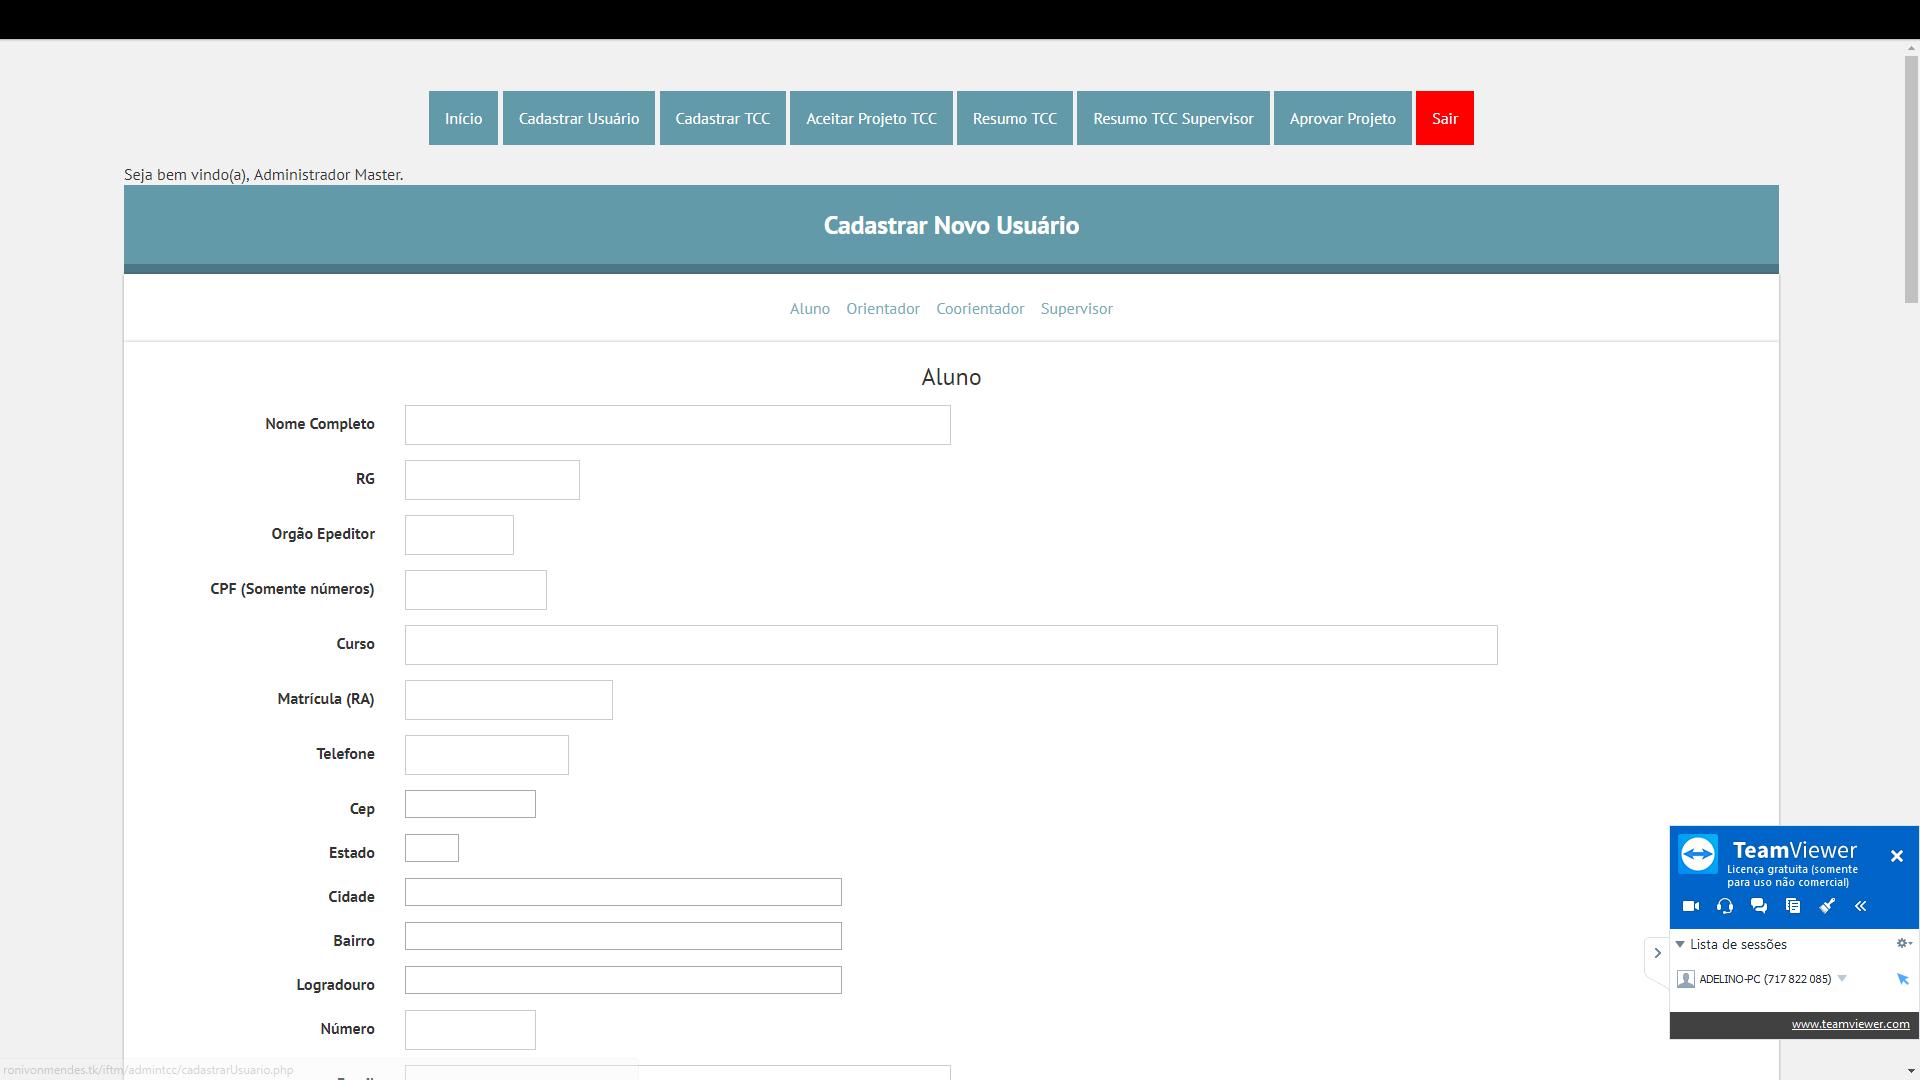 Início Cadastrar Usuário Cadastrar TCC Aceitar Projeto TCC Resumo TCC Resumo TCC Supervisor Aprovar Projeto Sair
Seja bem vindo(a), Administrador Master.
Cadastrar Novo Usuário
Aluno Orientador Coorientador Supervisor
Aluno
Nome Completo
RG
Orgão Epeditor
CPF (Somente números)
Curso
Matrícula (RA)
Telefone
Cep
Estado
Cidade
Bairro
Logradouro
Número
TeamViewer
Licença gratuita (somente
para uso não comercial)
Lista de sessões
ADELINO-PC (717 822 085)
www.teamviewer.com
ronivonmendes.tk/iftm/admintcc/cadastrarUsuario.php